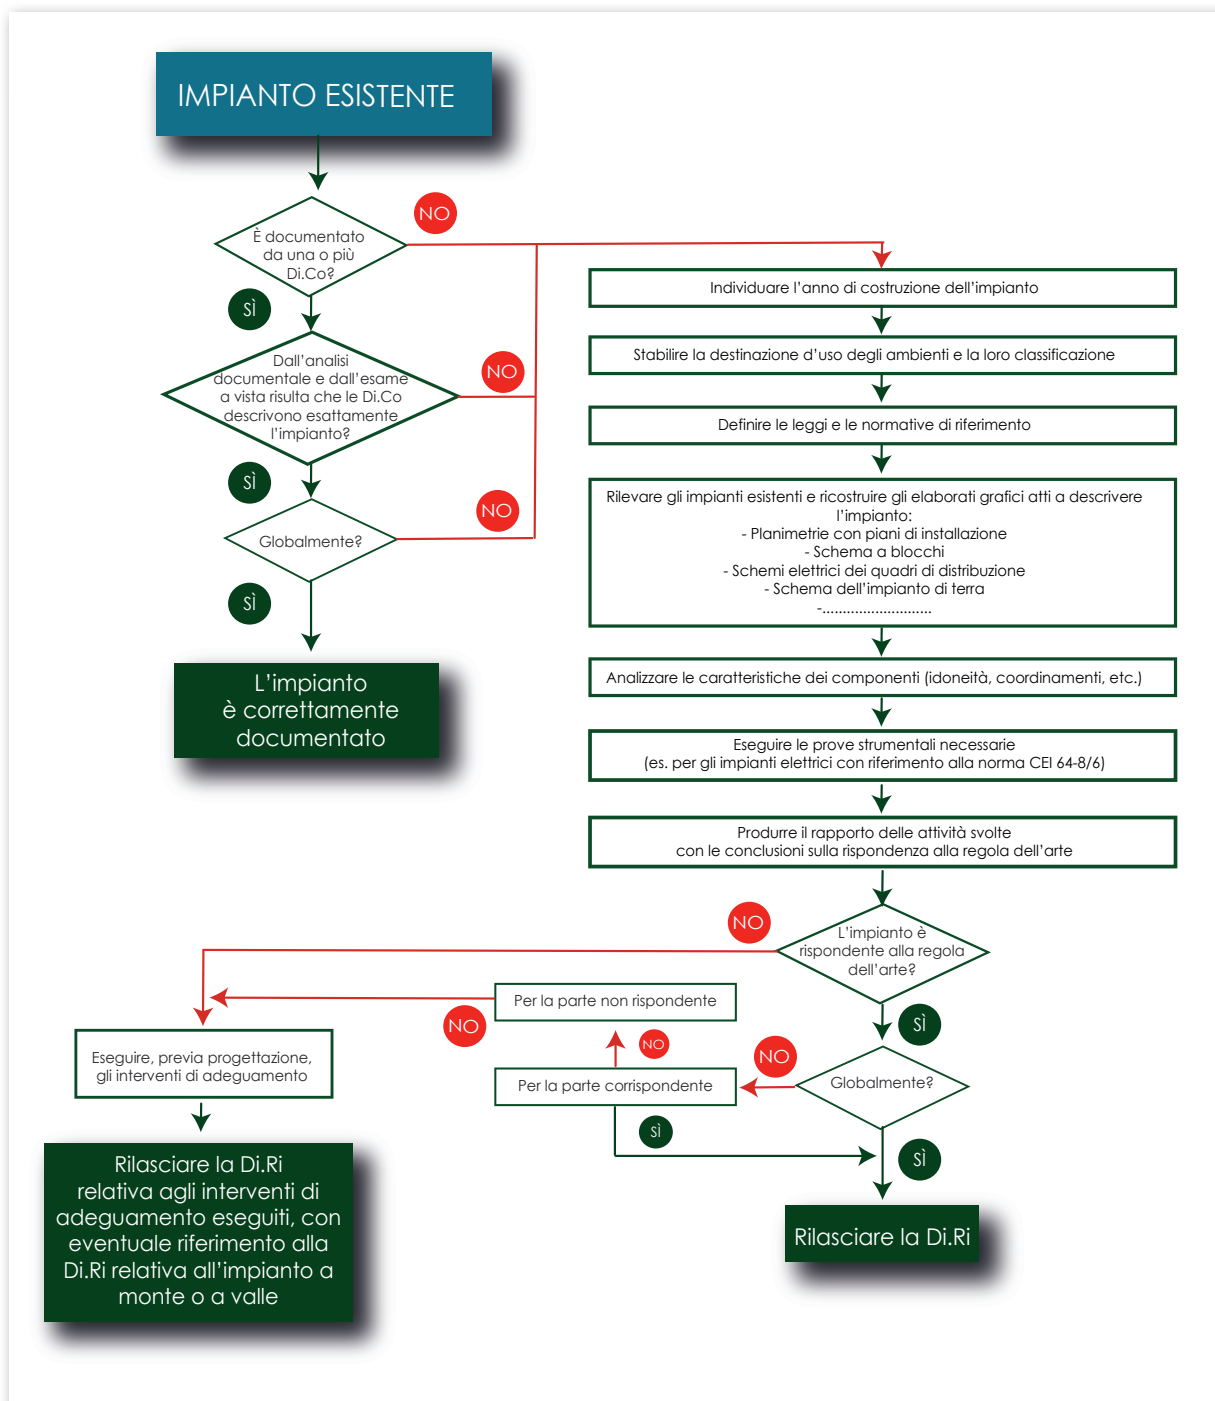 IMPIANTO ESISTENTE
NO
È documentato
da una o più
Di.Co?
SÌ
Dall'analisi
documentale e dall'esame
a vista risulta che le Di.Co
descrivono esattamente
l'impianto?
NO
SÌ
Globalmente?
NO
SÌ
L'impianto
è correttamente
documentato
Individuare l'anno di costruzione dell'impianto
Stabilire la destinazione d'uso degli ambienti e la loro classificazione
Definire le leggi e le normative di riferimento
Rilevare gli impianti esistenti e ricostruire gli elaborati grafici atti a descrivere
l'impianto:
- Planimetrie con piani di installazione
- Schema a blocchi
- Schemi elettrici dei quadri di distribuzione
- Schema dell'impianto di terra
-...........................
Analizzare le caratteristiche dei componenti (idoneità, coordinamenti, etc.)
Eseguire le prove strumentali necessarie
(es. per gli impianti elettrici con riferimento alla norma CEI 64-8/6)
Produrre il rapporto delle attività svolte
con le conclusioni sulla rispondenza alla regola dell'arte
NO
L'impianto è
rispondente alla regola
dell'arte?
SÌ
Per la parte non rispondente
NO
NO
NO
Globalmente?
Per la parte corrispondente
SÌ
SÌ
Eseguire, previa progettazione,
gli interventi di adeguamento
Rilasciare la Di.Ri
relativa agli interventi di
adeguamento eseguiti, con
eventuale riferimento alla
Di.Ri relativa all'impianto a
monte o a valle
Rilasciare la Di.Ri